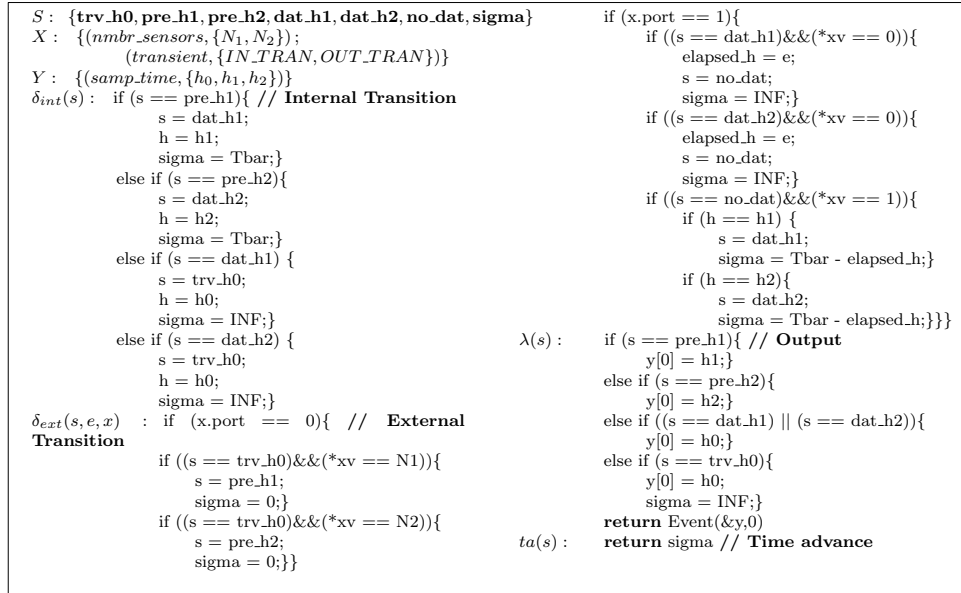 S : {trv_h0, pre_h1, pre_h2, dat_h1, dat_h2, no_dat, sigma}
X : {(nmbr_sensors, {N₁, N₂}) ;
(transient, {IN_TRAN, OUT_TRAN})}
Y : {(samp_time, {h₀, h₁, h₂})}
δ_int(s) : if (s == pre_h1){ // Internal Transition
s = dat_h1;
h = h1;
sigma = Tbar;}
else if (s == pre_h2){
s = dat_h2;
h = h2;
sigma = Tbar;}
else if (s == dat_h1) {
s = trv_h0;
h = h0;
sigma = INF;}
else if (s == dat_h2) {
s = trv_h0;
h = h0;
sigma = INF;}
δ_ext(s, e, x) : if (x.port == 0){ // External
Transition
if ((s == trv_h0)&&(*xv == N1)){
s = pre_h1;
sigma = 0;}
if ((s == trv_h0)&&(*xv == N2)){
s = pre_h2;
sigma = 0;}}
if (x.port == 1){
if ((s == dat_h1)&&(*xv == 0)){
elapsed_h = e;
s = no_dat;
sigma = INF;}
if ((s == dat_h2)&&(*xv == 0)){
elapsed_h = e;
s = no_dat;
sigma = INF;}
if ((s == no_dat)&&(*xv == 1)){
if (h == h1) {
s = dat_h1;
sigma = Tbar - elapsed_h;}
if (h == h2){
s = dat_h2;
sigma = Tbar - elapsed_h;}}}
λ(s) : if (s == pre_h1){ // Output
y[0] = h1;}
else if (s == pre_h2){
y[0] = h2;}
else if ((s == dat_h1) || (s == dat_h2)){
y[0] = h0;}
else if (s == trv_h0){
y[0] = h0;
sigma = INF;}
return Event(&y,0)
ta(s) : return sigma // Time advance